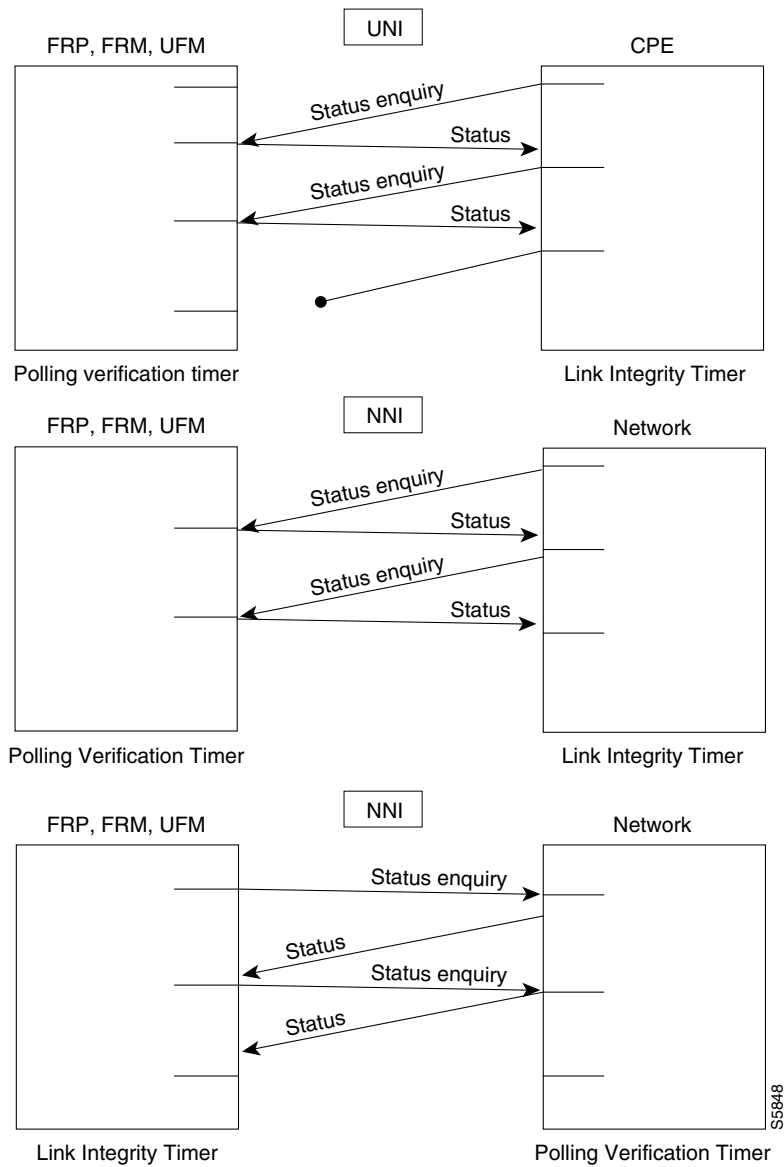 UNI
FRP, FRM, UFM
CPE
Status enquiry
Status
Status enquiry
Status
Polling verification timer
Link Integrity Timer
NNI
FRP, FRM, UFM
Network
Status enquiry
Status
Status enquiry
Status
Polling Verification Timer
Link Integrity Timer
NNI
FRP, FRM, UFM
Network
Status enquiry
Status
Status enquiry
Status
S5848
Link Integrity Timer
Polling Verification Timer